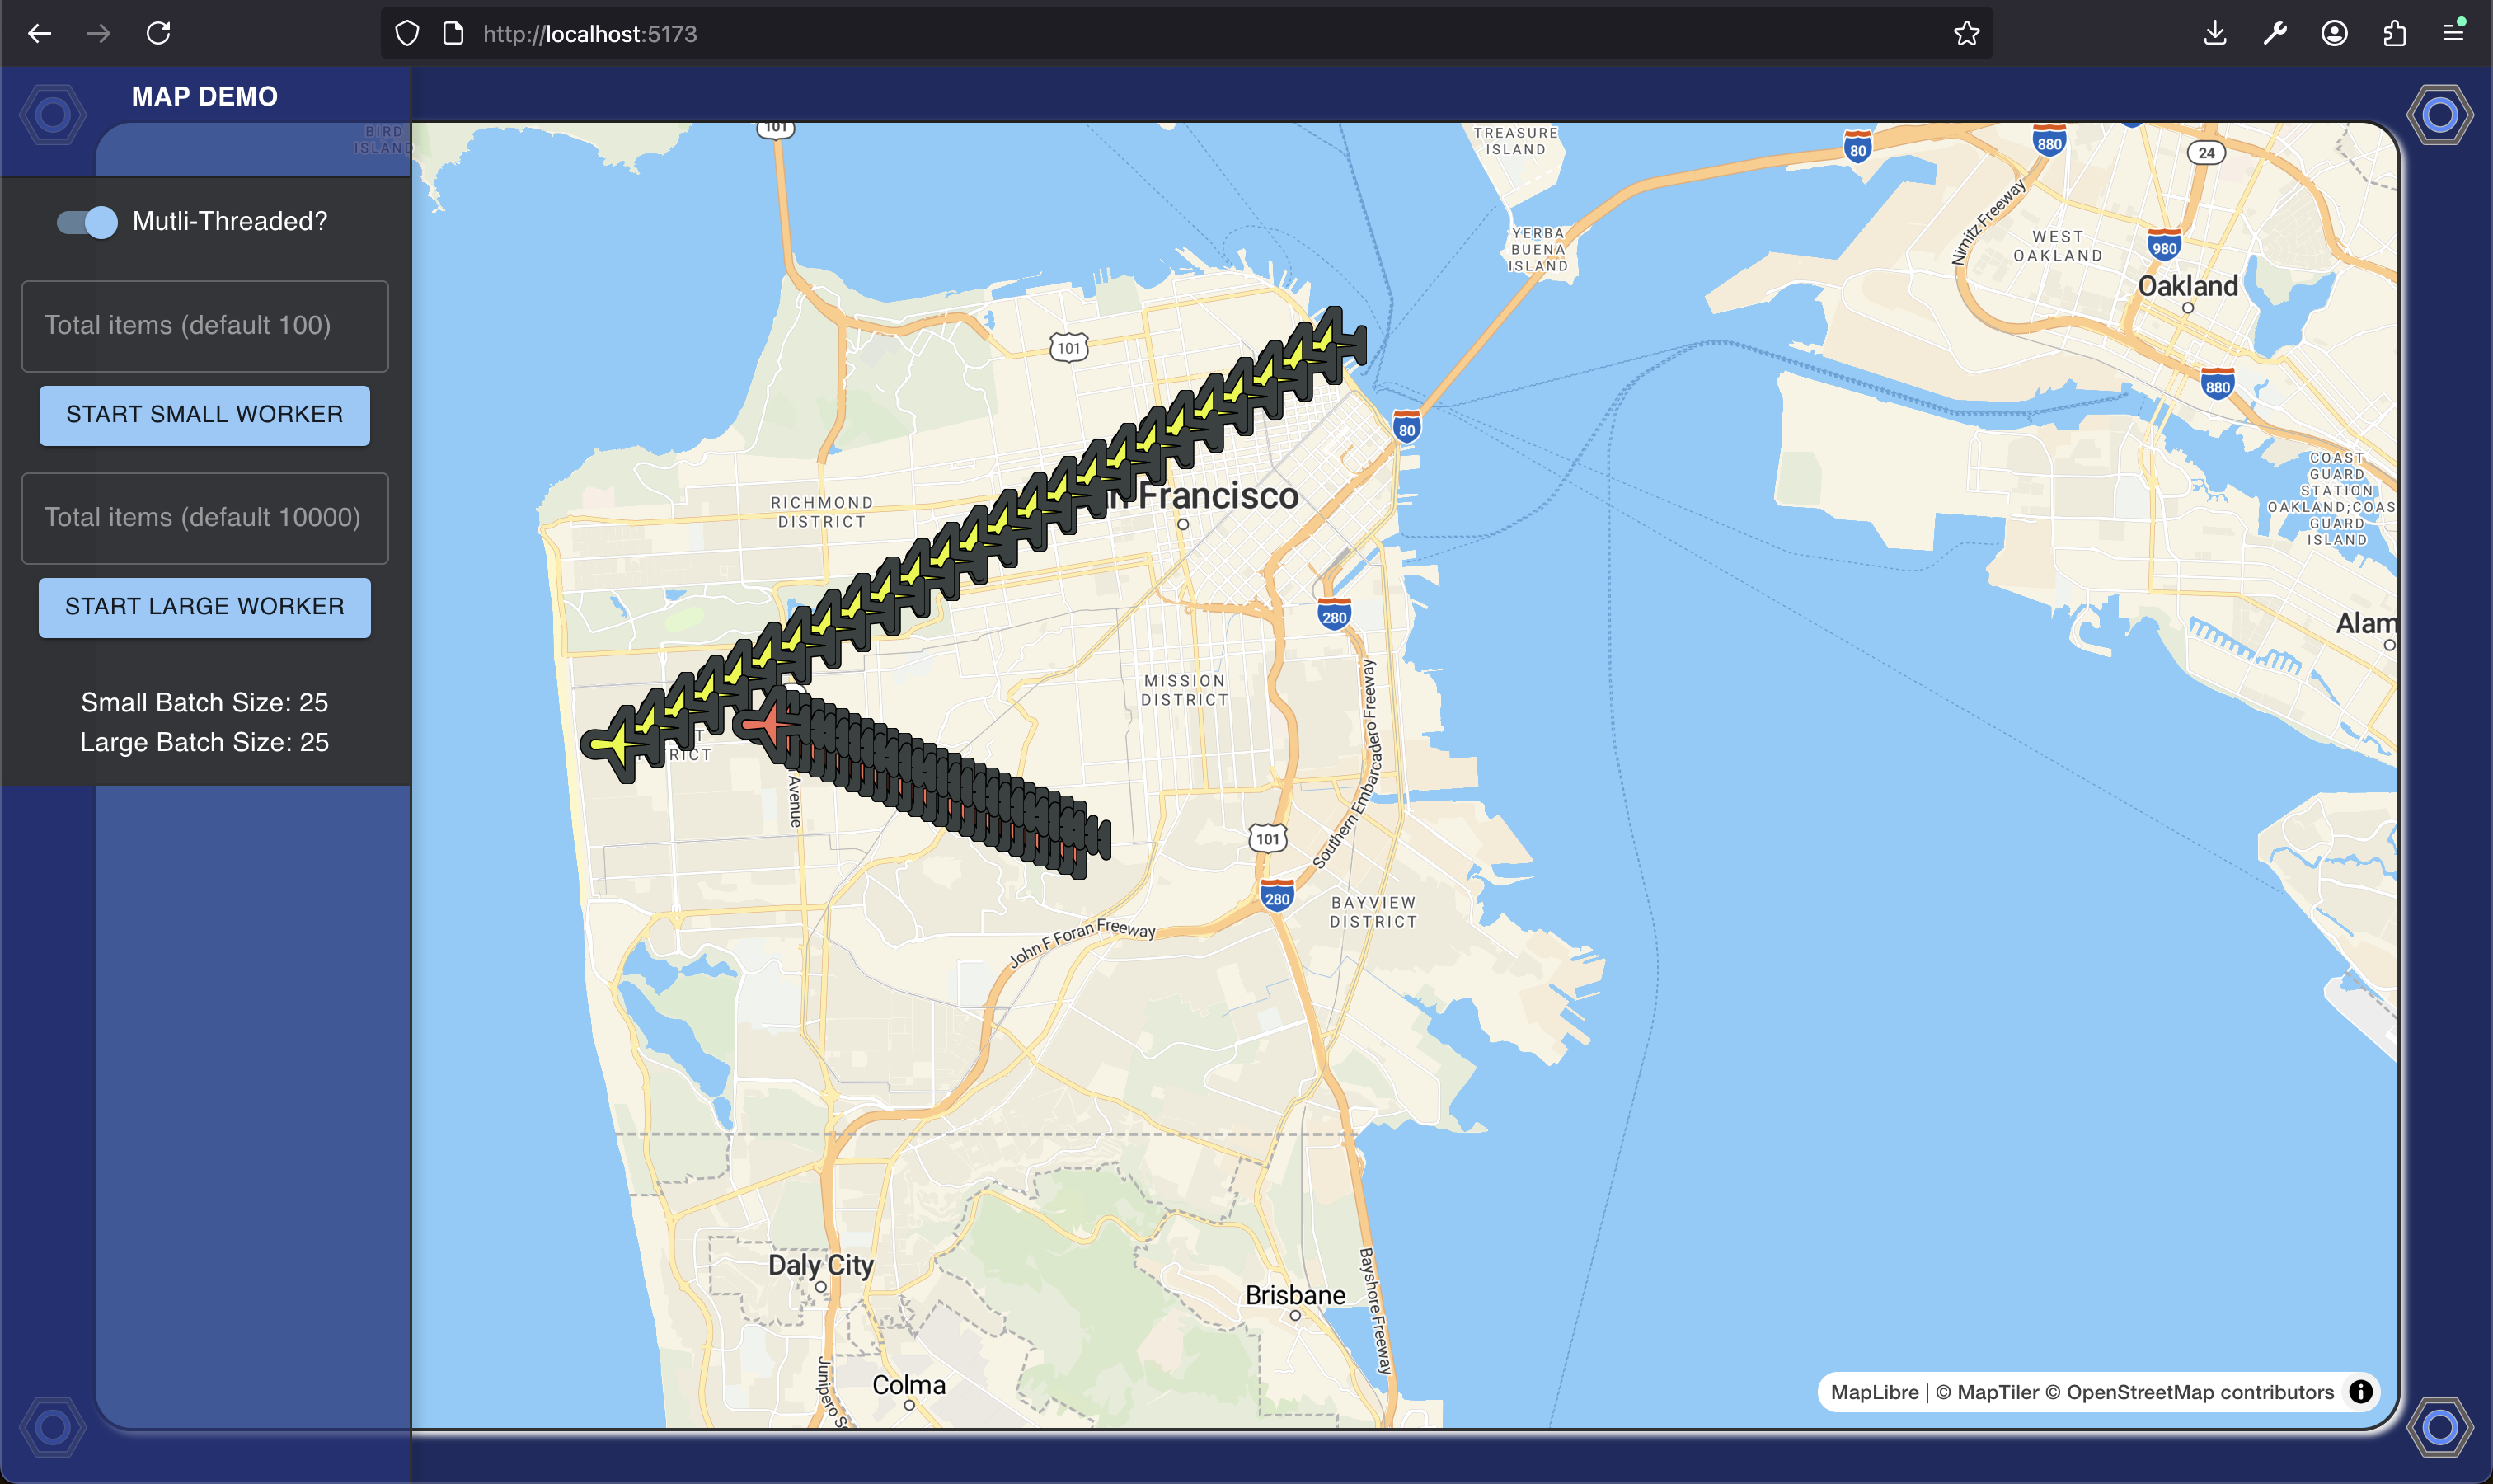 http://localhost:5173
MAP DEMO
Mutli-Threaded?
Total items (default 100)
START SMALL WORKER
Total items (default 10000)
START LARGE WORKER
Small Batch Size: 25
Large Batch Size: 25
BIRD
ISLAND
101
TREASURE
ISLAND
80
880
24
YERBA
BUENA
ISLAND
Nimitz Freeway
WEST
OAKLAND
980
Oakland
101
880
80
n Francisco
RICHMOND
DISTRICT
COAST
GUARD
STATION
OAKLAND;COAS
GUARD
ISLAND
280
Alam
MISSION
DISTRICT
T
RICT
Avenue
Southern Embarcadero Freeway
101
280
BAYVIEW
DISTRICT
John F Foran Freeway
Daly City
Brisbane
Bayshore Freeway
Junipero S
Colma
MapLibre | © MapTiler © OpenStreetMap contributors